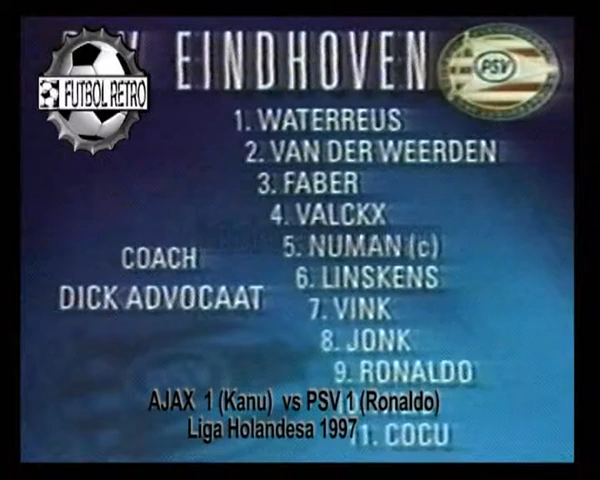 EINDHOVEN
PSV
FUTBOL RETRO
1. WATERREUS
2. VAN DER WEERDEN
3. FABER
4. VALCKX
5. NUMAN (c)
COACH
6. LINSKENS
DICK ADVOCAAT
7. VINK
8. JONK
9. RONALDO
AJAX 1 (Kanu) vs PSV 1 (Ronaldo)
Liga Holandesa 1997
11. COCU